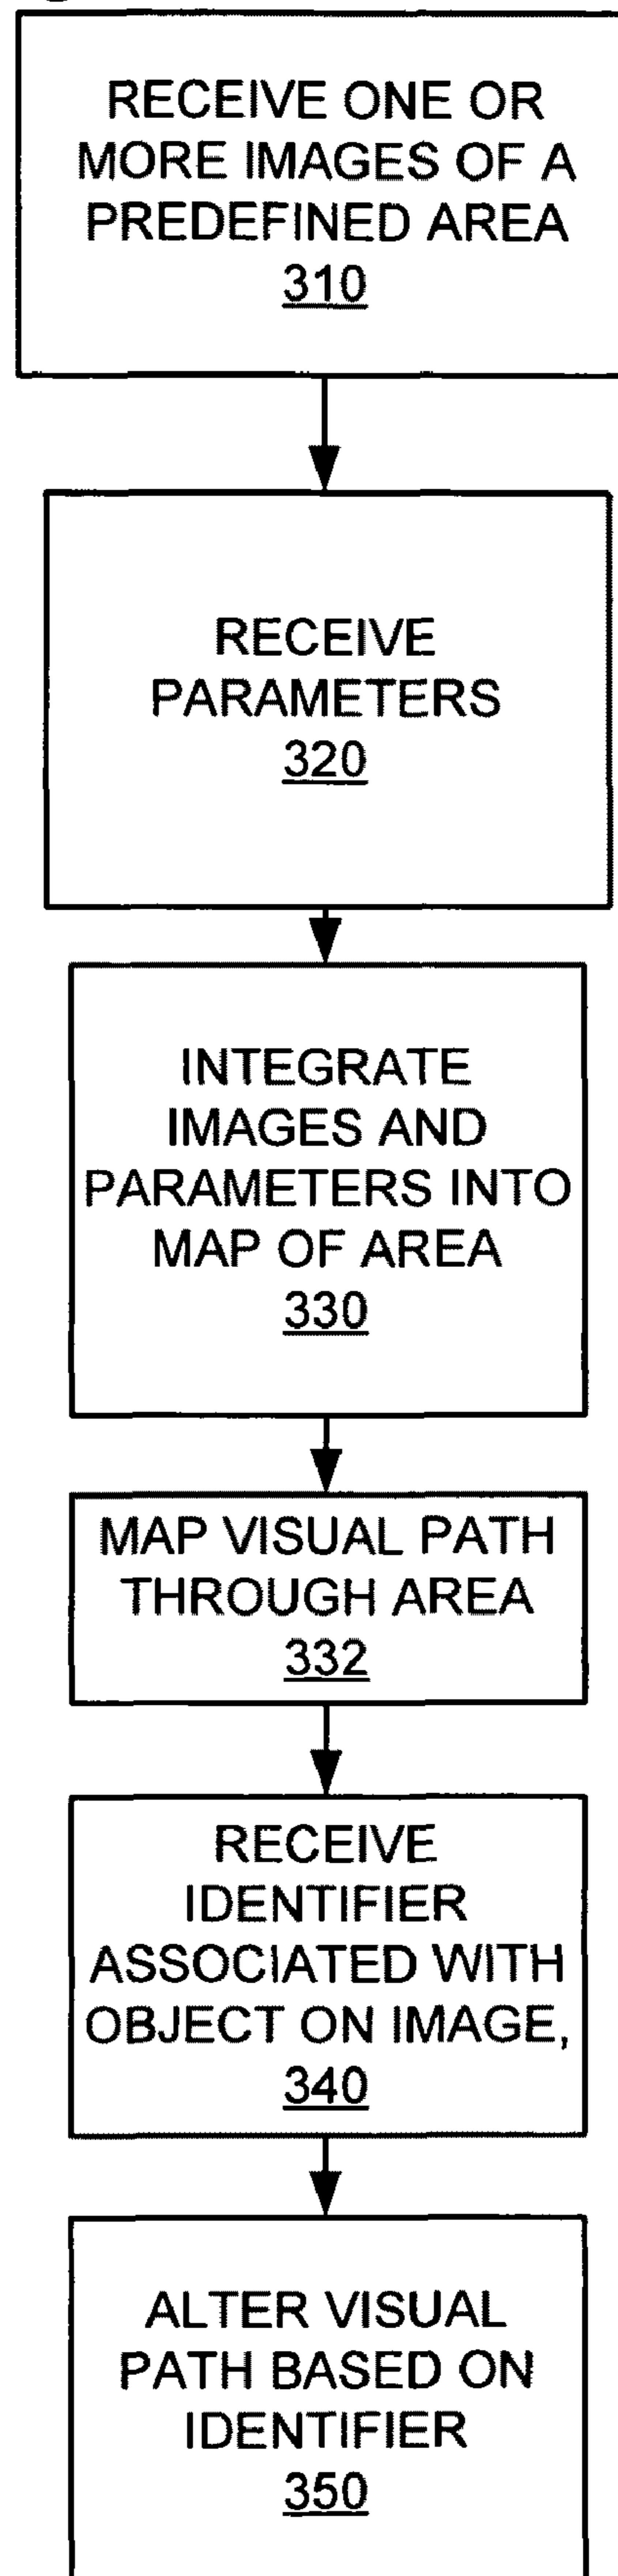 RECEIVE ONE OR
MORE IMAGES OF A
PREDEFINED AREA
310
RECEIVE
PARAMETERS
320
INTEGRATE
IMAGES AND
PARAMETERS INTO
MAP OF AREA
330
MAP VISUAL PATH
THROUGH AREA
332
RECEIVE
IDENTIFIER
ASSOCIATED WITH
OBJECT ON IMAGE,
340
ALTER VISUAL
PATH BASED ON
IDENTIFIER
350